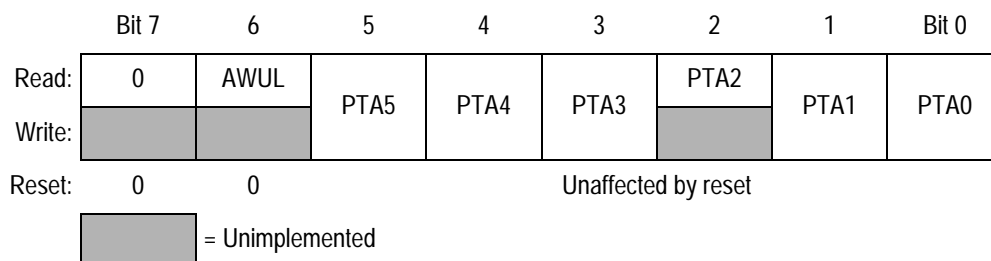 Bit 7 6 5 4 3 2 1 Bit 0
Read: 0 AWUL PTA5 PTA4 PTA3 PTA2 PTA1 PTA0
Write:
Reset: 0 0 Unaffected by reset
= Unimplemented